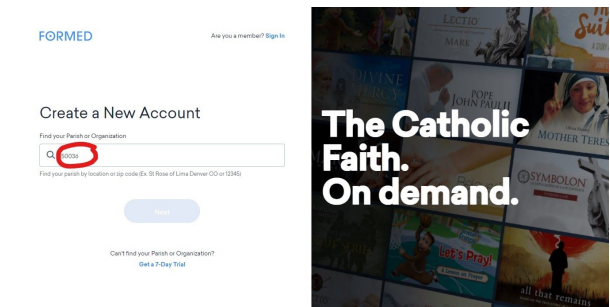 FORMED
Are you a member? Sign In
Create a New Account
Find your Parish or Organization
Find your parish by location or zip code (Ex: St Rose of Lima Denver CO or 12345)
Next
Can't find your Parish or Organization?
Get a 7-Day Trial
LECTIO
MARK
DIVINE
MERCY
POPE
JOHN PAUL II
The Catholic
Faith.
On demand.
SYMBOLON
Let's Pray!
A Lesson on Prayer
all that remains